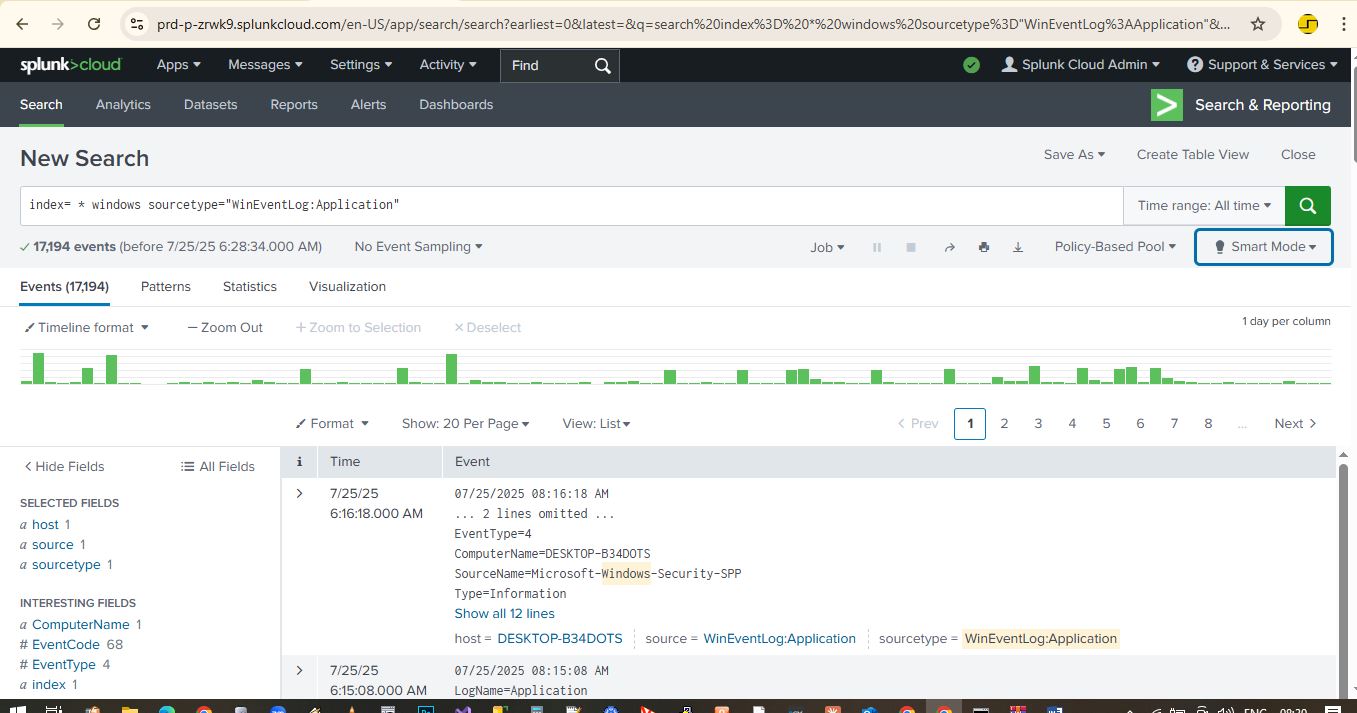 prd-p-zrwk9.splunkcloud.com/en-US/app/search/search?earliest=0&latest=&q=search%20index%3D%20*%20windows%20sourcetype%3D"WinEventLog%3AApplication"&...
splunk>cloud Apps Messages Settings Activity Find Splunk Cloud Admin Support & Services
Search Analytics Datasets Reports Alerts Dashboards Search & Reporting
New Search Save As Create Table View Close
index= * windows sourcetype="WinEventLog:Application" Time range: All time
17,194 events (before 7/25/25 6:28:34.000 AM) No Event Sampling Job Policy-Based Pool Smart Mode
Events (17,194) Patterns Statistics Visualization
Timeline format — Zoom Out + Zoom to Selection × Deselect 1 day per column
Format Show: 20 Per Page View: List < Prev 1 2 3 4 5 6 7 8 ... Next >
< Hide Fields All Fields i Time Event
SELECTED FIELDS
a host 1
a source 1
a sourcetype 1
INTERESTING FIELDS
a ComputerName 1
# EventCode 68
# EventType 4
a index 1
> 7/25/25 6:16:18.000 AM
07/25/2025 08:16:18 AM
... 2 lines omitted ...
EventType=4
ComputerName=DESKTOP-B34DOTS
SourceName=Microsoft-Windows-Security-SPP
Type=Information
Show all 12 lines
host = DESKTOP-B34DOTS source = WinEventLog:Application sourcetype = WinEventLog:Application
> 7/25/25 6:15:08.000 AM
07/25/2025 08:15:08 AM
LogName=Application